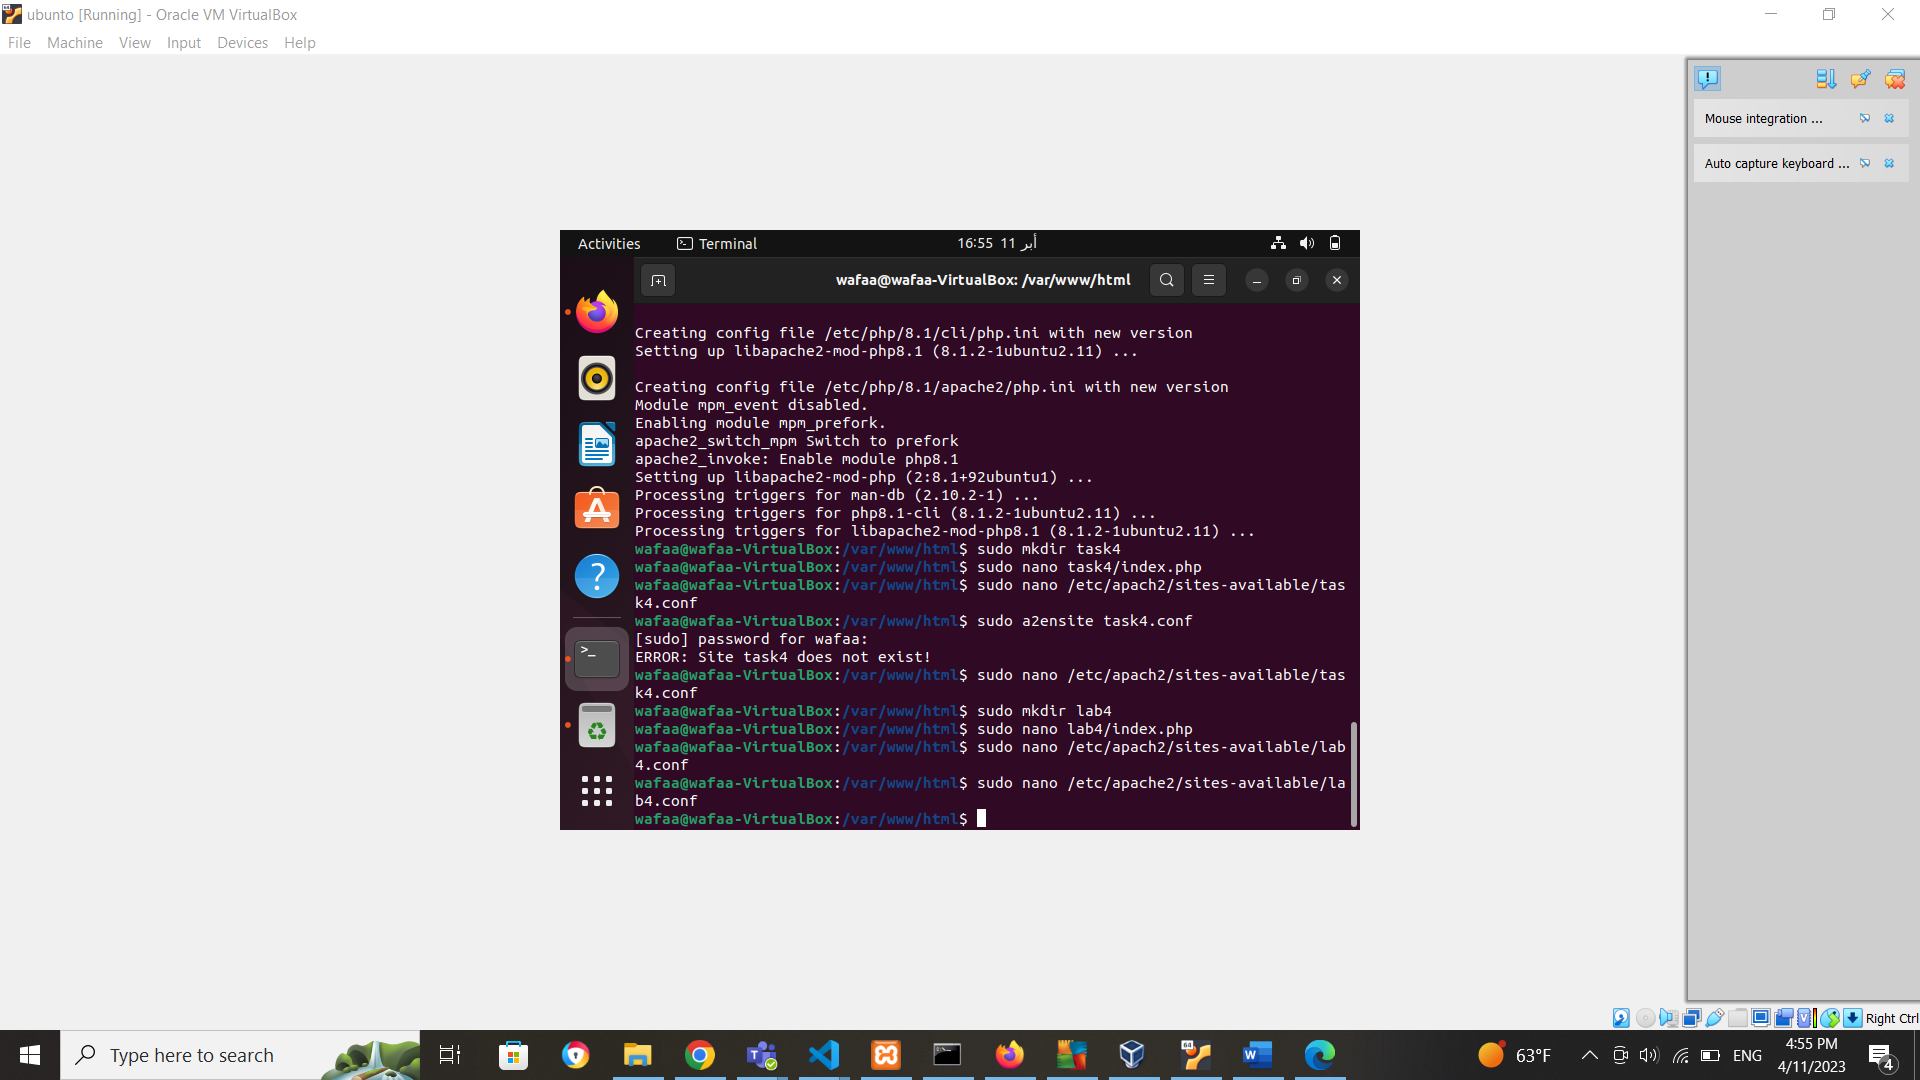 ubunto [Running] - Oracle VM VirtualBox
File Machine View Input Devices Help
Mouse integration ...
Auto capture keyboard ...
Activities Terminal 16:55 11 أبر
wafaa@wafaa-VirtualBox: /var/www/html
Creating config file /etc/php/8.1/cli/php.ini with new version
Setting up libapache2-mod-php8.1 (8.1.2-1ubuntu2.11) ...
Creating config file /etc/php/8.1/apache2/php.ini with new version
Module mpm_event disabled.
Enabling module mpm_prefork.
apache2_switch_mpm Switch to prefork
apache2_invoke: Enable module php8.1
Setting up libapache2-mod-php (2:8.1+92ubuntu1) ...
Processing triggers for man-db (2.10.2-1) ...
Processing triggers for php8.1-cli (8.1.2-1ubuntu2.11) ...
Processing triggers for libapache2-mod-php8.1 (8.1.2-1ubuntu2.11) ...
wafaa@wafaa-VirtualBox:/var/www/html$ sudo mkdir task4
wafaa@wafaa-VirtualBox:/var/www/html$ sudo nano task4/index.php
wafaa@wafaa-VirtualBox:/var/www/html$ sudo nano /etc/apach2/sites-available/tas
k4.conf
wafaa@wafaa-VirtualBox:/var/www/html$ sudo a2ensite task4.conf
[sudo] password for wafaa:
ERROR: Site task4 does not exist!
wafaa@wafaa-VirtualBox:/var/www/html$ sudo nano /etc/apach2/sites-available/tas
k4.conf
wafaa@wafaa-VirtualBox:/var/www/html$ sudo mkdir lab4
wafaa@wafaa-VirtualBox:/var/www/html$ sudo nano lab4/index.php
wafaa@wafaa-VirtualBox:/var/www/html$ sudo nano /etc/apach2/sites-available/lab
4.conf
wafaa@wafaa-VirtualBox:/var/www/html$ sudo nano /etc/apache2/sites-available/la
b4.conf
wafaa@wafaa-VirtualBox:/var/www/html$
Right Ctrl
Type here to search
63°F ENG 4:55 PM
4/11/2023
4